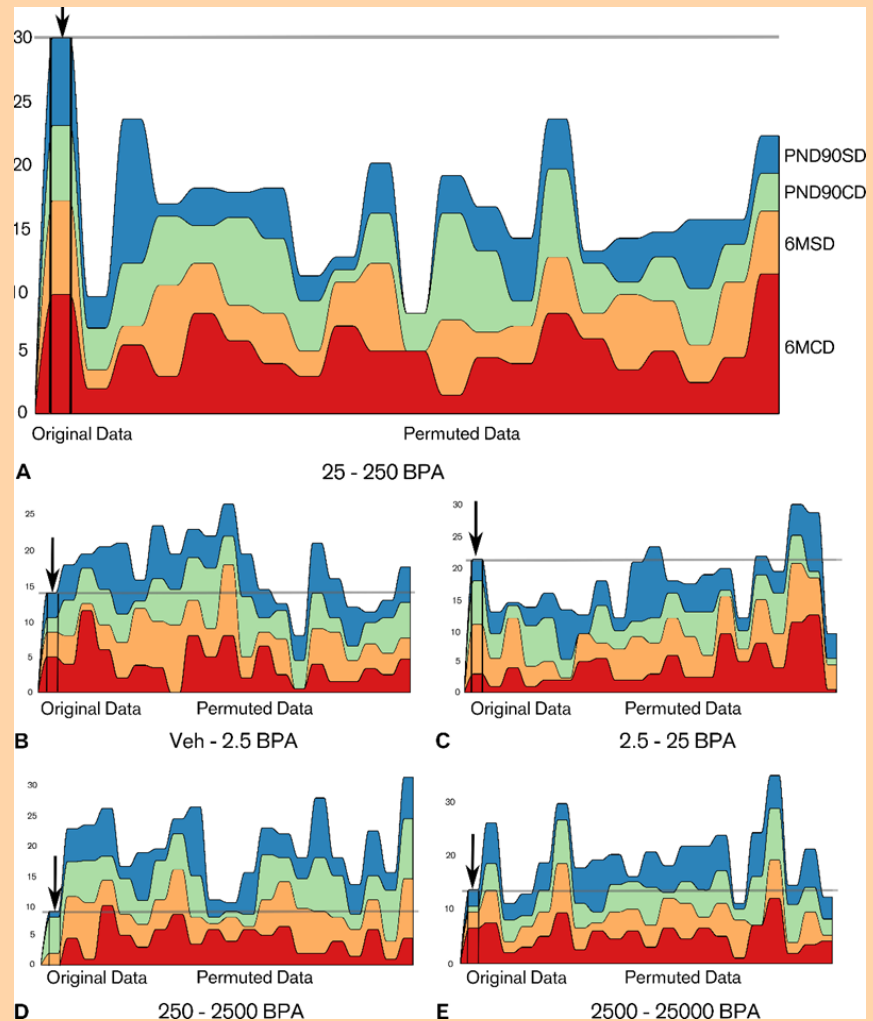 30
25
20
15
10
5
0
PND90SD
PND90CD
6MSD
6MCD
Original Data Permuted Data
A 25 - 250 BPA
25
20
15
10
5
0
Original Data Permuted Data
B Veh - 2.5 BPA
30
25
20
15
10
5
0
Original Data Permuted Data
C 2.5 - 25 BPA
30
25
20
15
10
5
0
Original Data Permuted Data
D 250 - 2500 BPA
30
20
10
0
Original Data Permuted Data
E 2500 - 25000 BPA